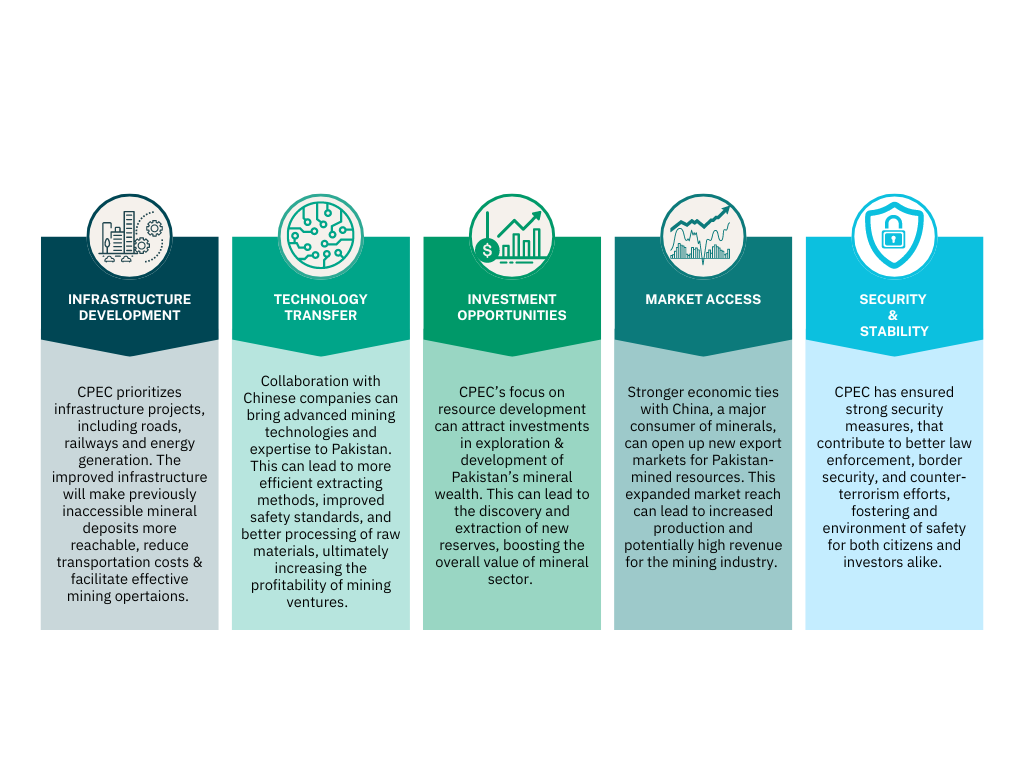 INFRASTRUCTURE
DEVELOPMENT
CPEC prioritizes
infrastructure projects,
including roads,
railways and energy
generation. The
improved infrastructure
will make previously
inaccessible mineral
deposits more
reachable, reduce
transportation costs &
facilitate effective
mining opertaions.
TECHNOLOGY
TRANSFER
Collaboration with
Chinese companies can
bring advanced mining
technologies and
expertise to Pakistan.
This can lead to more
efficient extracting
methods, improved
safety standards, and
better processing of raw
materials, ultimately
increasing the
profitability of mining
ventures.
$
INVESTMENT
OPPORTUNITIES
CPEC’s focus on
resource development
can attract investments
in exploration &
development of
Pakistan’s mineral
wealth. This can lead to
the discovery and
extraction of new
reserves, boosting the
overall value of mineral
sector.
MARKET ACCESS
Stronger economic ties
with China, a major
consumer of minerals,
can open up new export
markets for Pakistan-
mined resources. This
expanded market reach
can lead to increased
production and
potentially high revenue
for the mining industry.
SECURITY
&
STABILITY
CPEC has ensured
strong security
measures, that
contribute to better law
enforcement, border
security, and counter-
terrorism efforts,
fostering and
environment of safety
for both citizens and
investors alike.